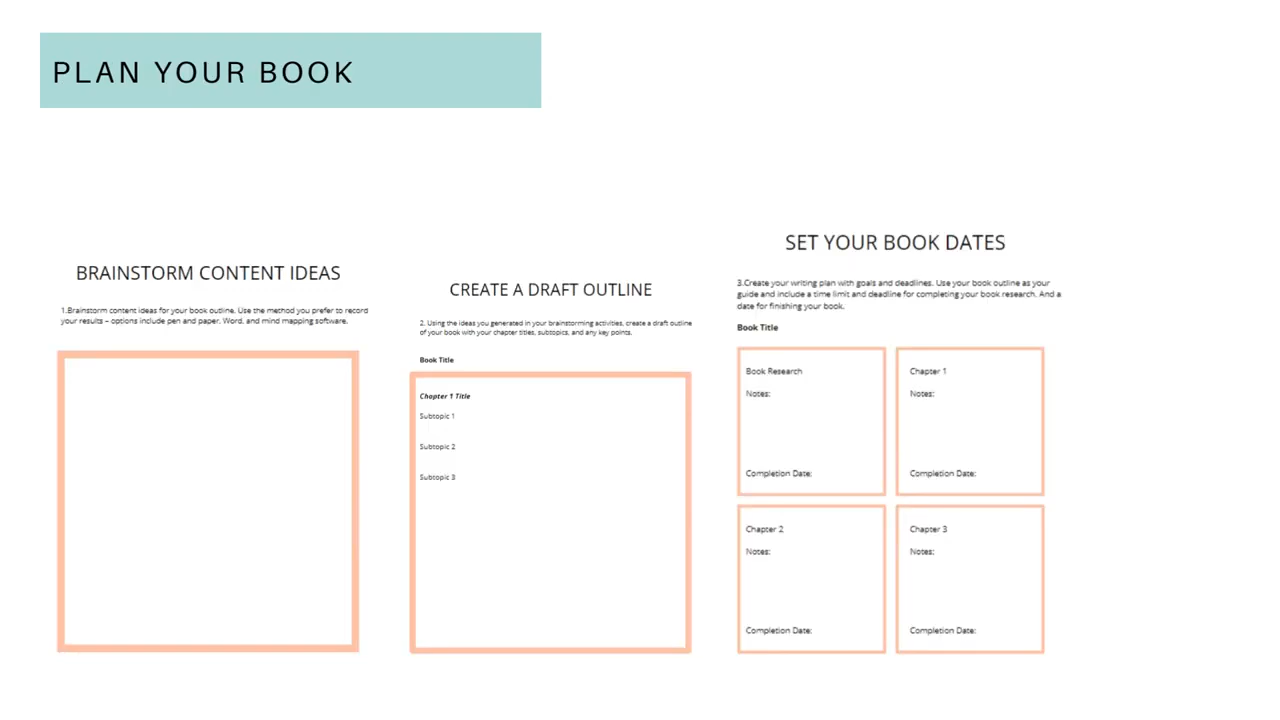 PLAN YOUR BOOK
BRAINSTORM CONTENT IDEAS
1.Brainstorm content ideas for your book outline. Use the method you prefer to record
your results – options include pen and paper, Word, and mind mapping software.
CREATE A DRAFT OUTLINE
2. Using the ideas you generated in your brainstorming activities, create a draft outline
of your book with your chapter titles, subtopics, and any key points.
Book Title
Chapter 1 Title
Subtopic 1
Subtopic 2
Subtopic 3
SET YOUR BOOK DATES
3.Create your writing plan with goals and deadlines. Use your book outline as your
guide and include a time limit and deadline for completing your book research. And a
date for finishing your book.
Book Title
Book Research
Notes:
Completion Date:
Chapter 1
Notes:
Completion Date:
Chapter 2
Notes:
Completion Date:
Chapter 3
Notes:
Completion Date: